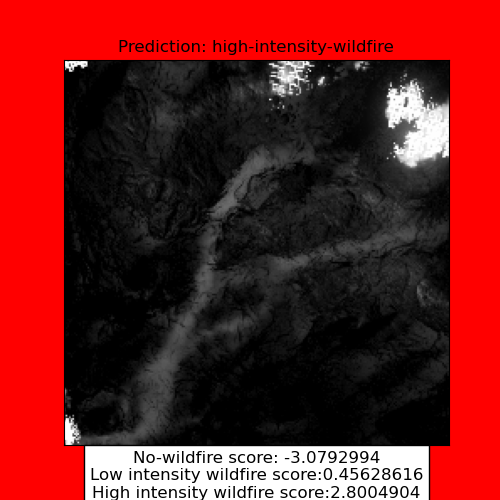 Prediction: high-intensity-wildfire
No-wildfire score: -3.0792994
Low intensity wildfire score:0.45628616
High intensity wildfire score:2.8004904